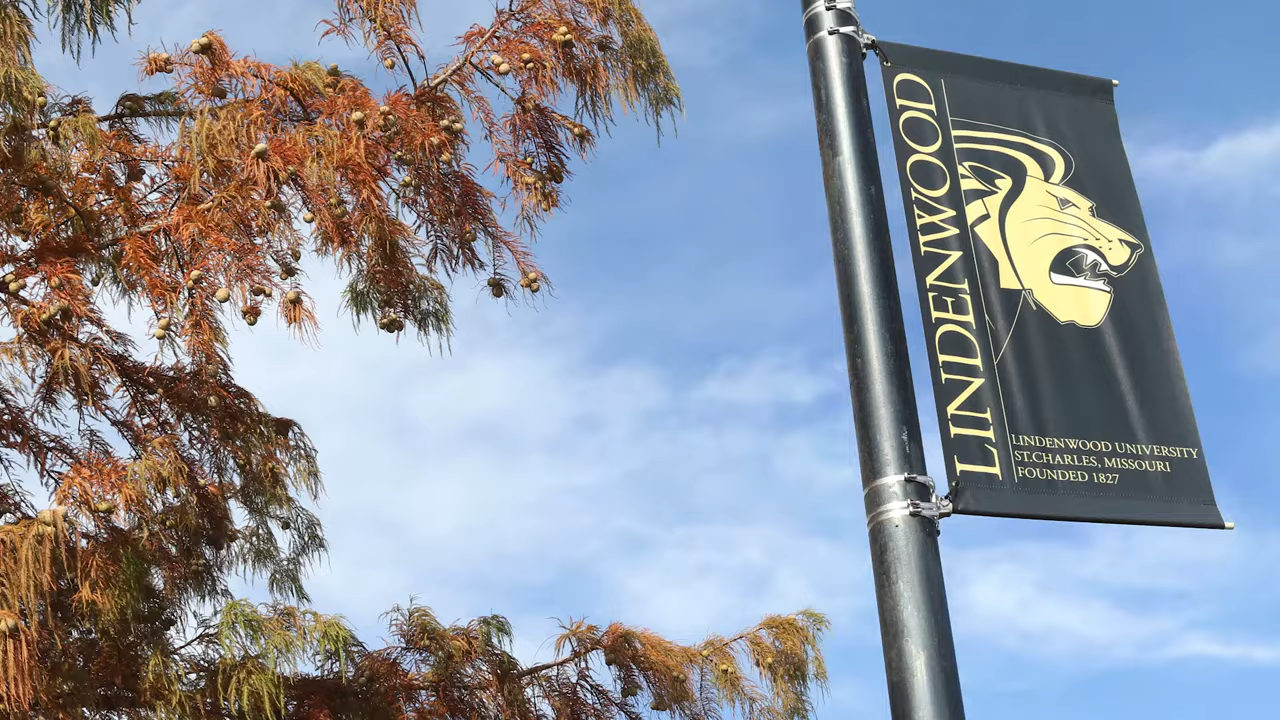 LINDENWOOD
LINDENWOOD UNIVERSITY
ST.CHARLES, MISSOURI
FOUNDED 1827